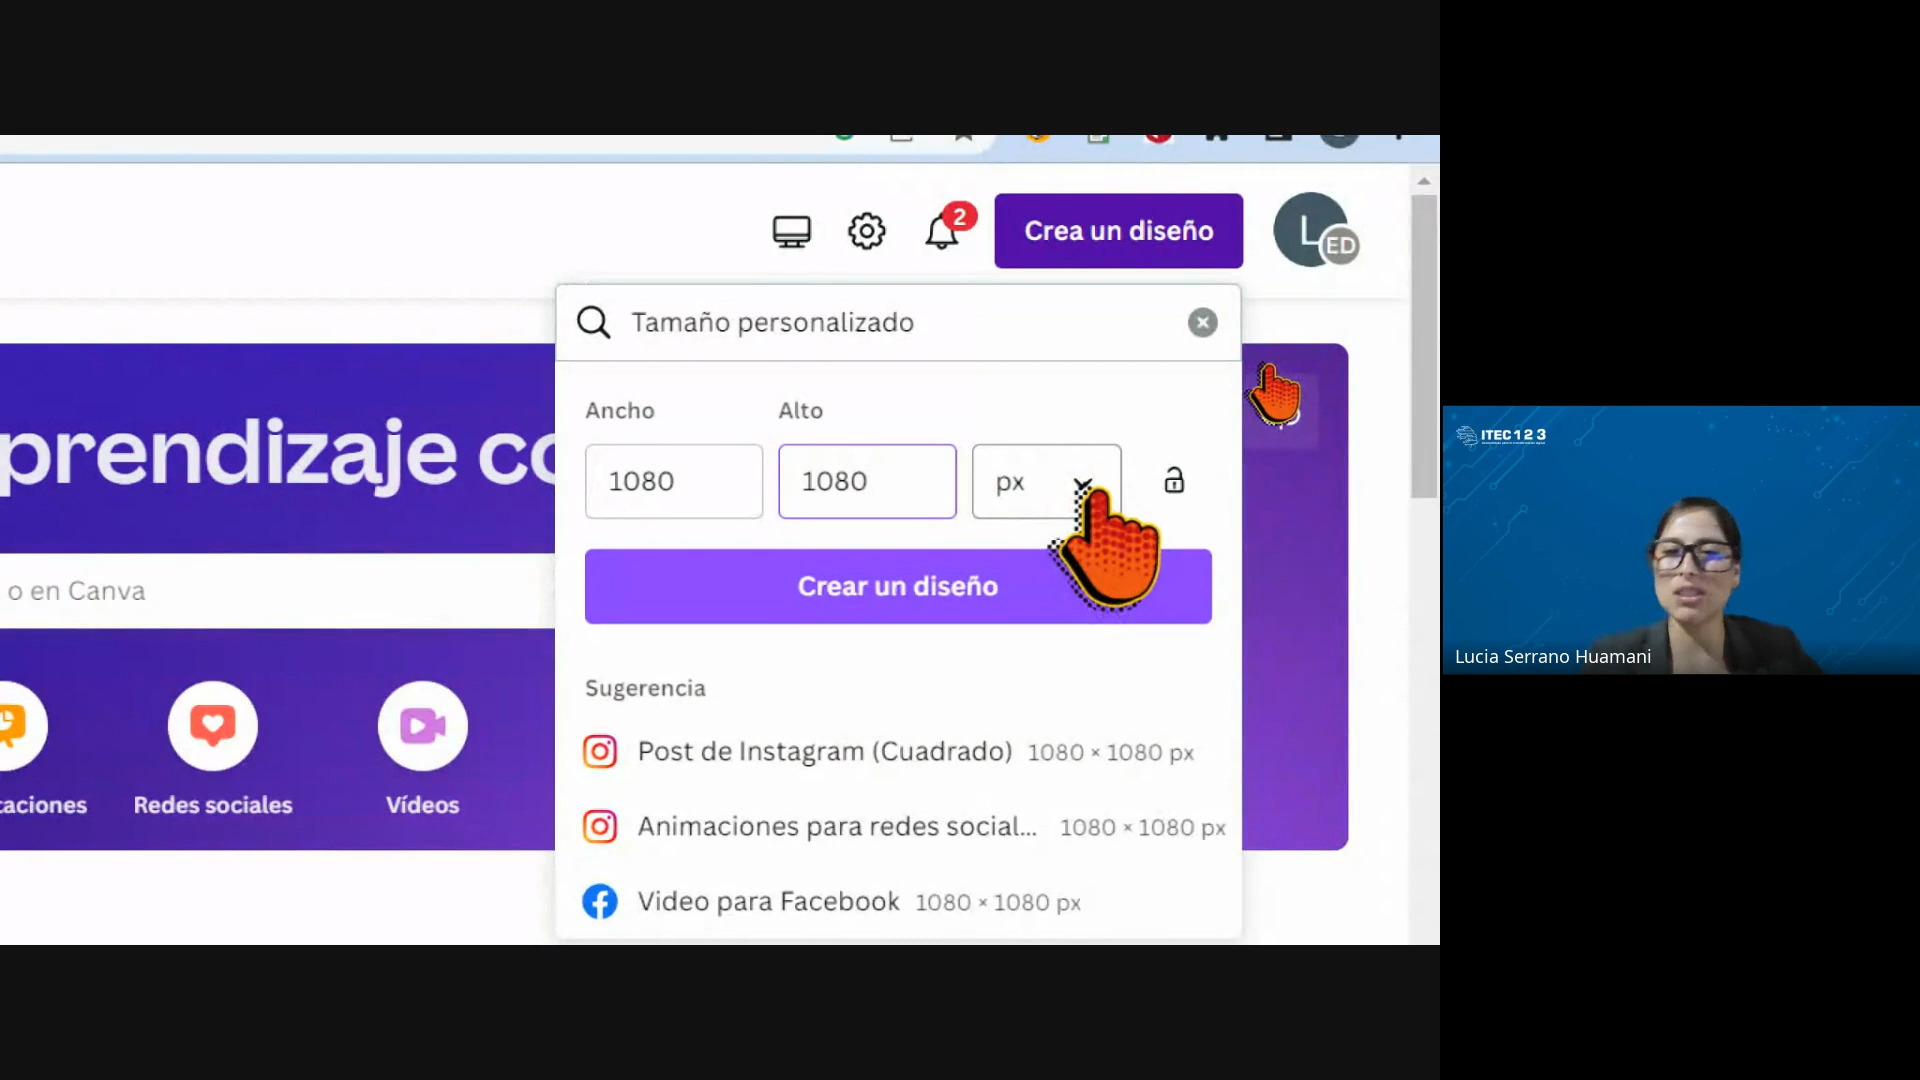 2
Crea un diseño
L
ED
Tamaño personalizado
Ancho
Alto
1080
1080
px
Crear un diseño
prendizaje co
o en Canva
caciones
Redes sociales
Vídeos
Sugerencia
Post de Instagram (Cuadrado) 1080 × 1080 px
Animaciones para redes social... 1080 × 1080 px
Video para Facebook 1080 × 1080 px
ITEC 1 2 3
Lucia Serrano Huamani